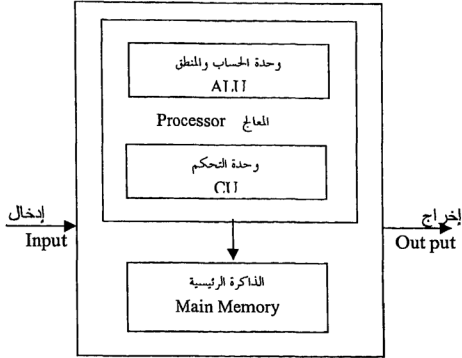 وحدة الحساب والمنطق
ALU
المعالج Processor
وحدة التحكم
CU
إدخال
Input
إخراج
Out put
الذاكرة الرئيسية
Main Memory